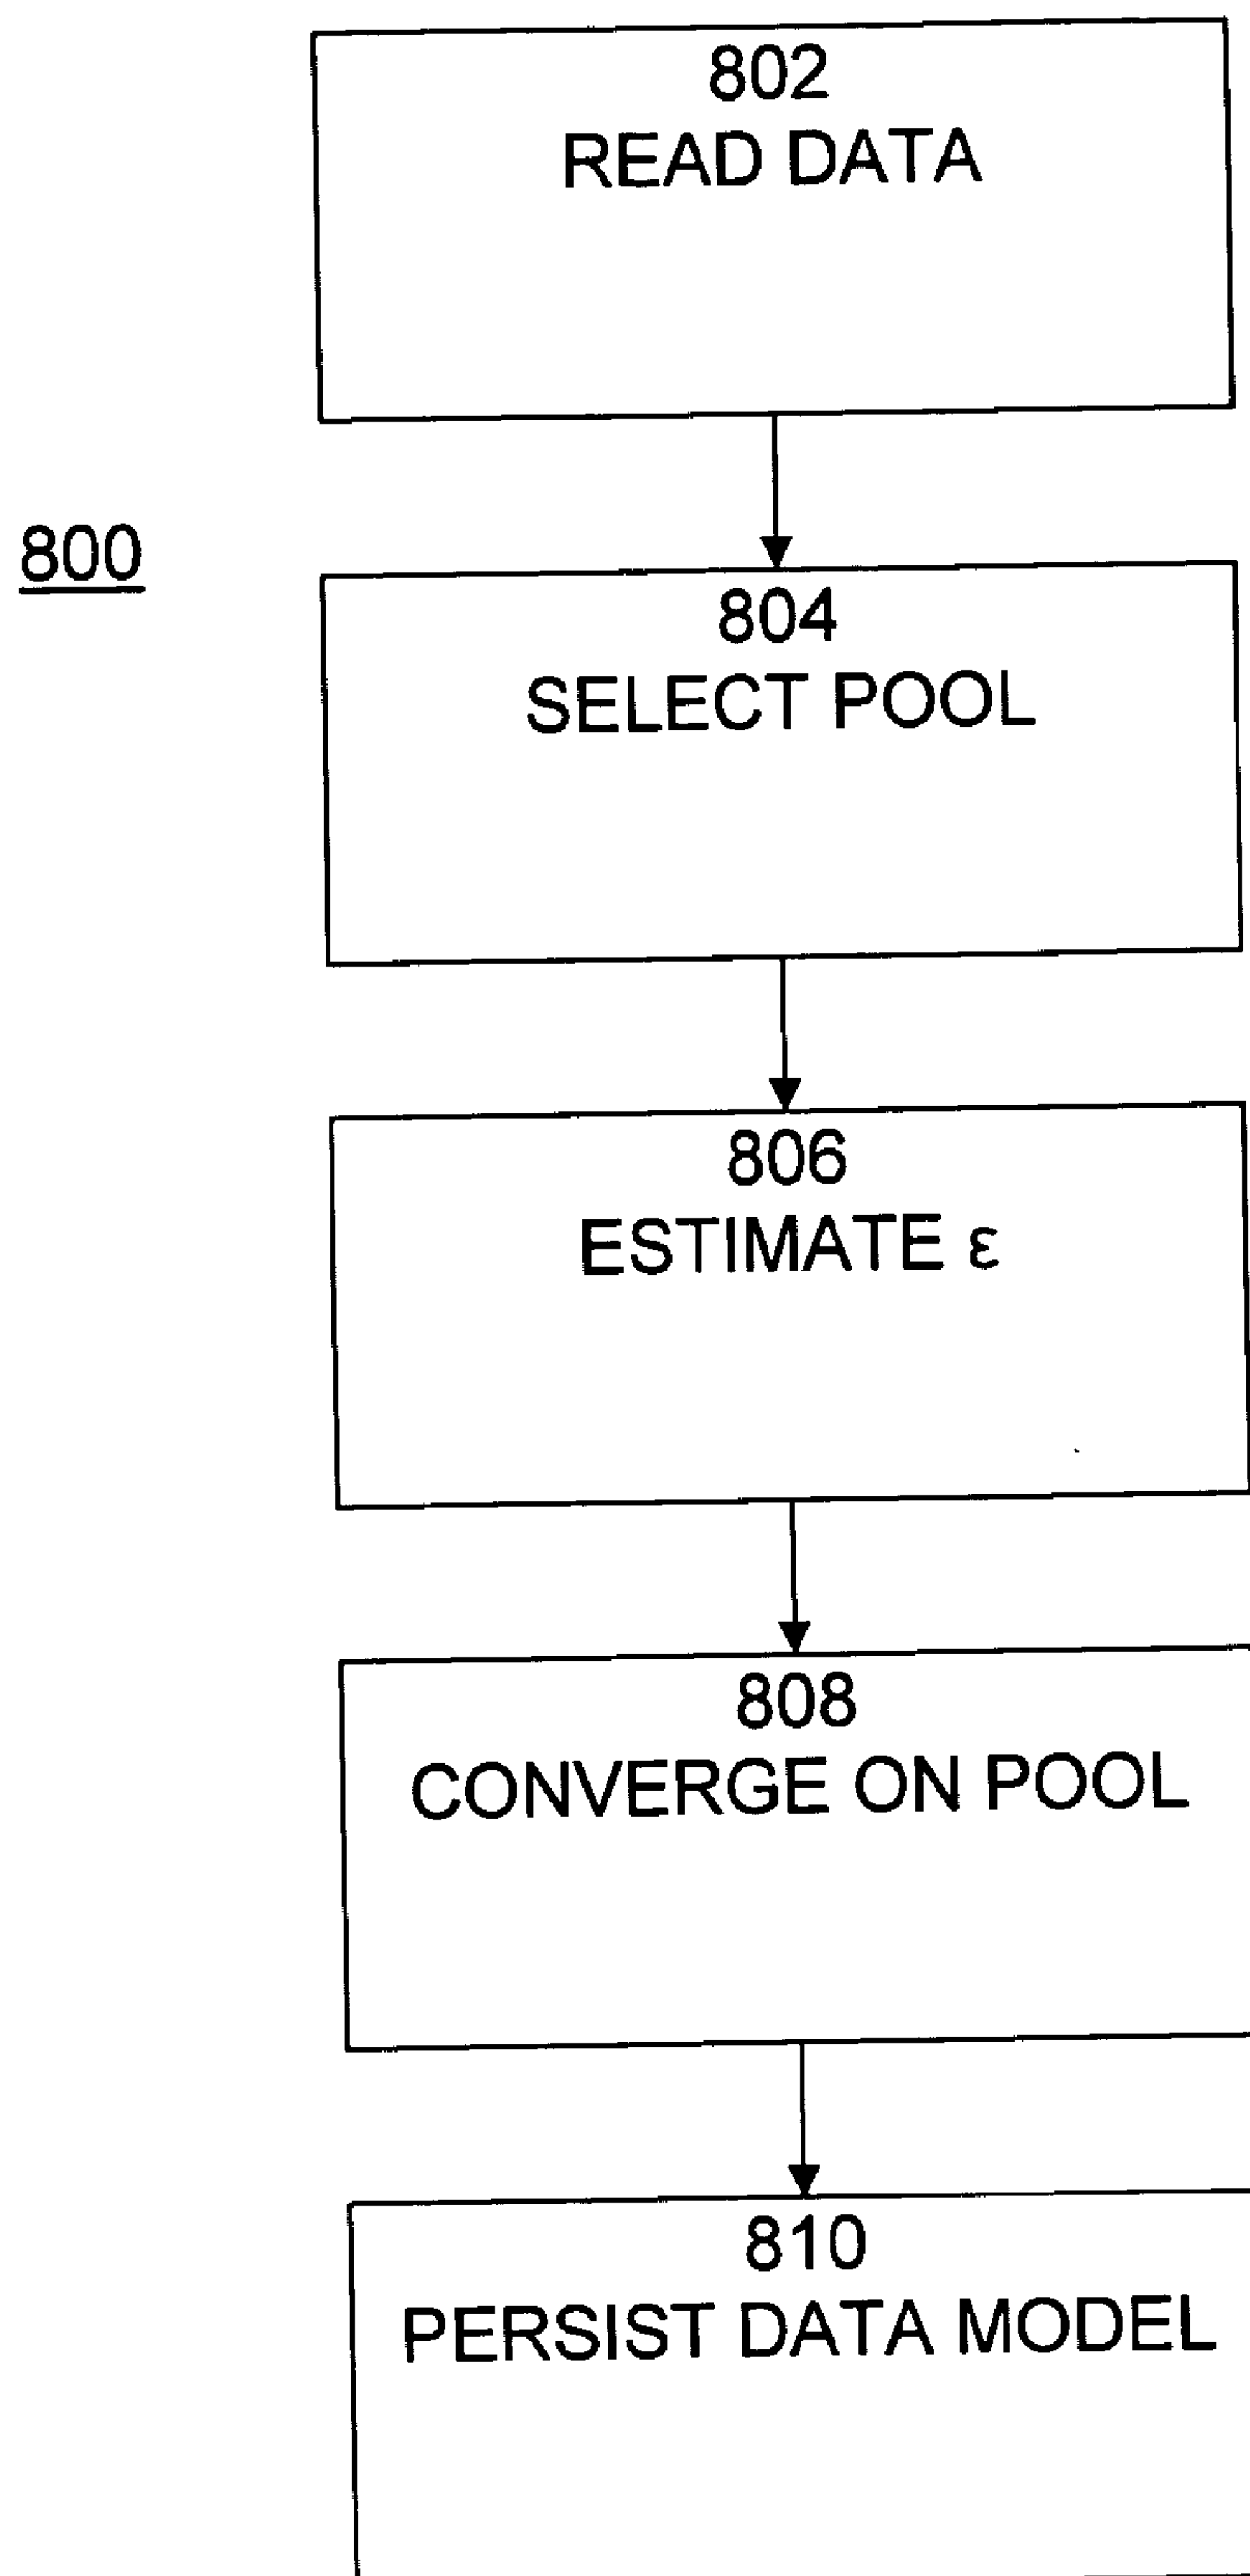 802
READ DATA
800
804
SELECT POOL
806
ESTIMATE ε
808
CONVERGE ON POOL
810
PERSIST DATA MODEL